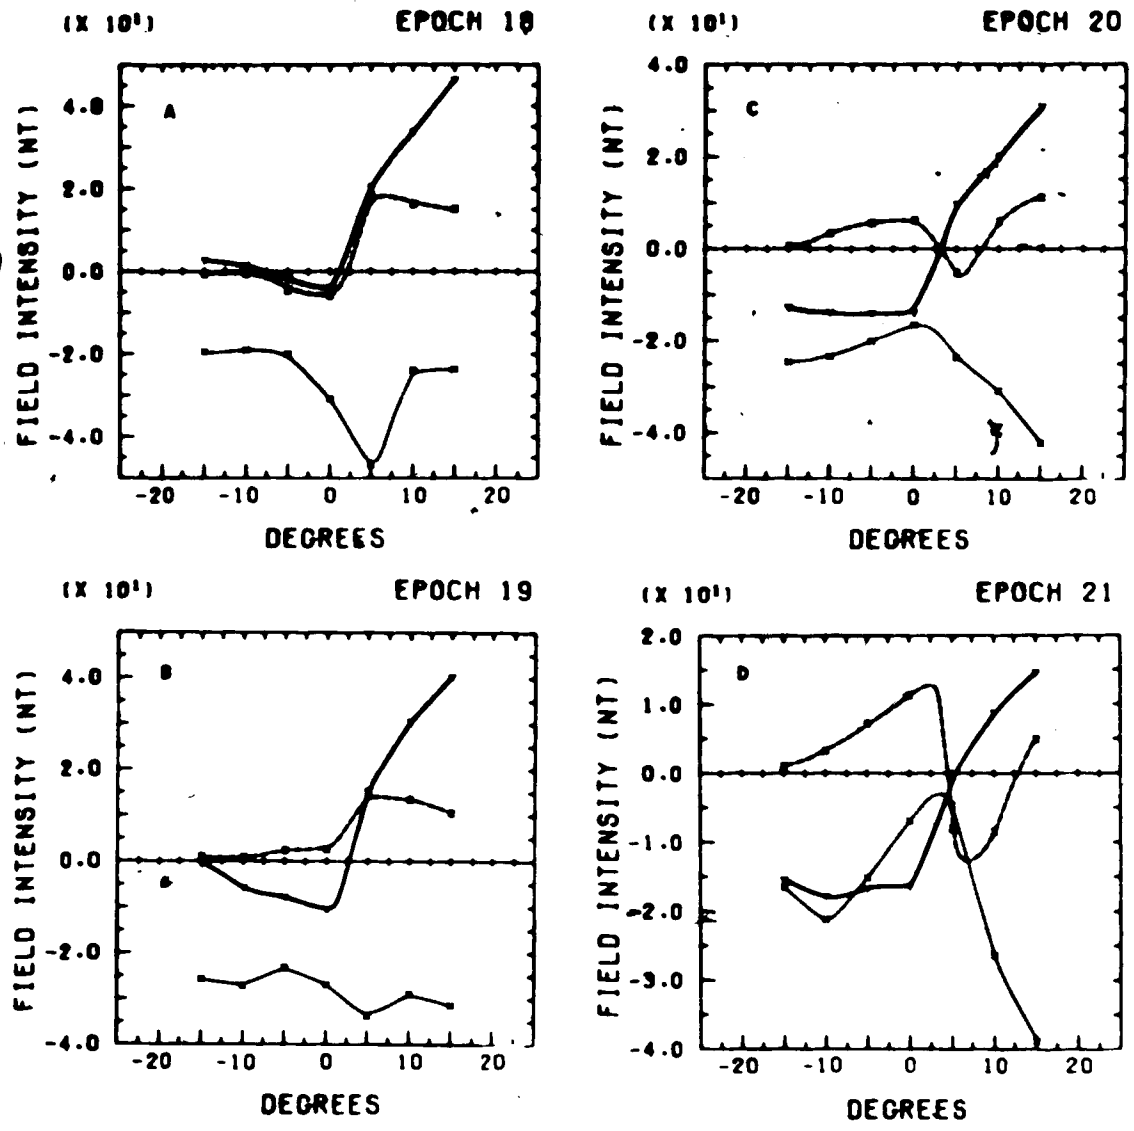 (X 10¹) EPOCH 18
A
FIELD INTENSITY (NT)
4.0
2.0
0.0
-2.0
-4.0
-20 -10 0 10 20
DEGREES
(X 10¹) EPOCH 20
C
FIELD INTENSITY (NT)
4.0
2.0
0.0
-2.0
-4.0
-20 -10 0 10 20
DEGREES
(X 10¹) EPOCH 19
B
FIELD INTENSITY (NT)
4.0
2.0
0.0
-2.0
-4.0
-20 -10 0 10 20
DEGREES
(X 10¹) EPOCH 21
D
FIELD INTENSITY (NT)
2.0
1.0
0.0
-1.0
-2.0
-3.0
-4.0
-20 -10 0 10 20
DEGREES